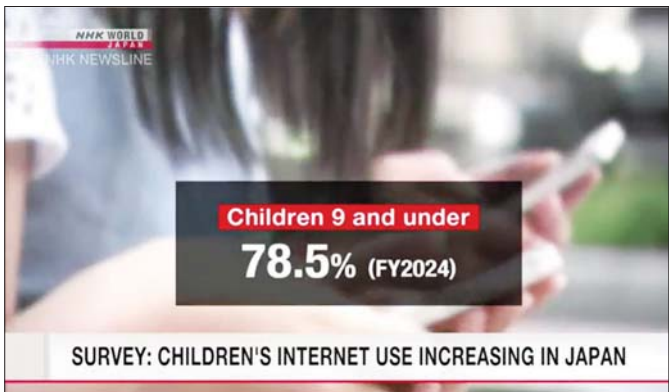 NHK WORLD
JAPAN
NHK NEWSLINE
Children 9 and under
78.5% (FY2024)
SURVEY: CHILDREN'S INTERNET USE INCREASING IN JAPAN